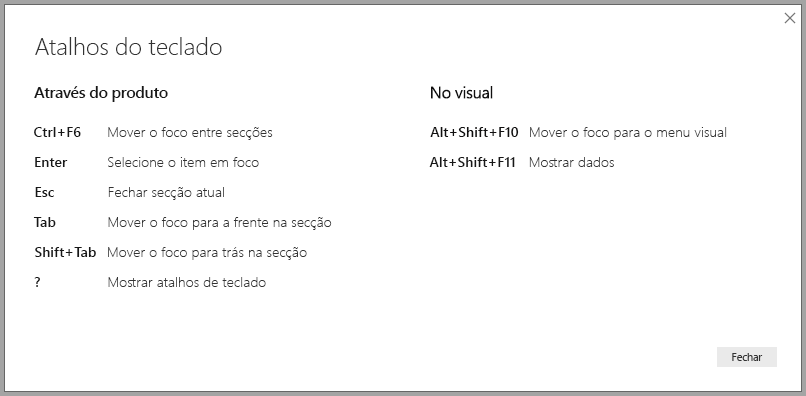 Atalhos do teclado
Através do produto
Ctrl+F6 Mover o foco entre secções
Enter Selecione o item em foco
Esc Fechar secção atual
Tab Mover o foco para a frente na secção
Shift+Tab Mover o foco para trás na secção
? Mostrar atalhos de teclado
No visual
Alt+Shift+F10 Mover o foco para o menu visual
Alt+Shift+F11 Mostrar dados
Fechar